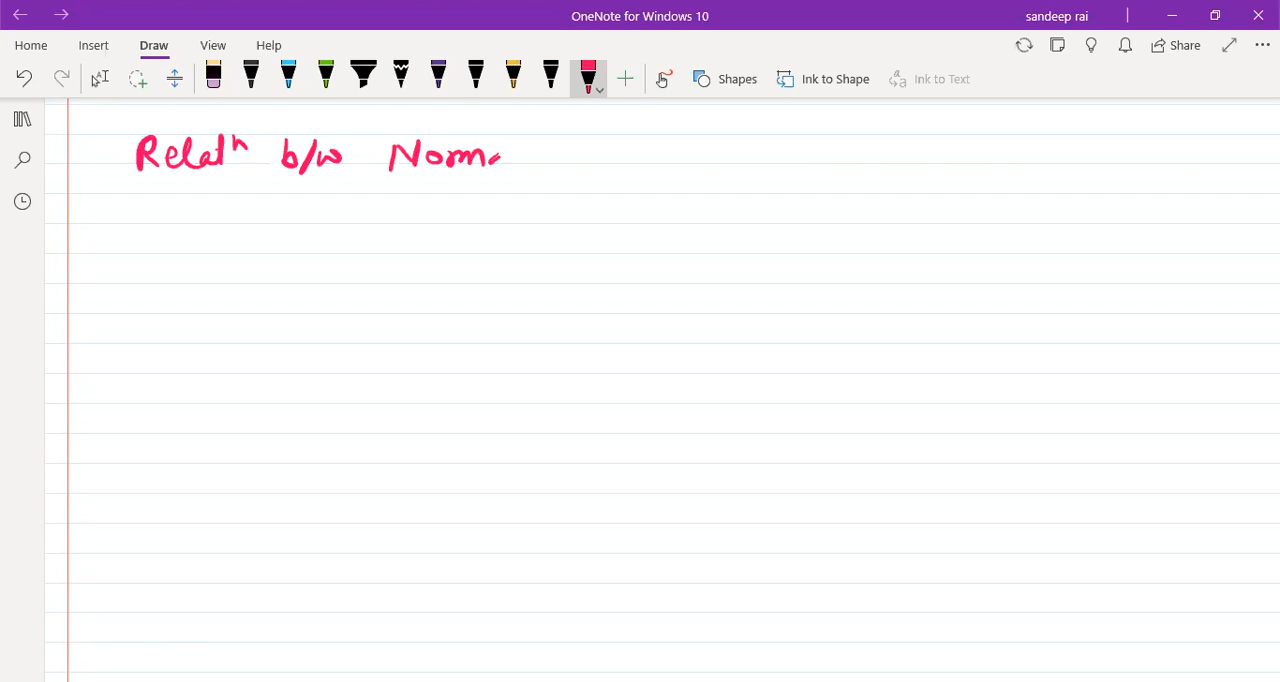 OneNote for Windows 10
sandeep rai
Home Insert Draw View Help
Share
Shapes Ink to Shape Ink to Text
Relatⁿ b/w Norma